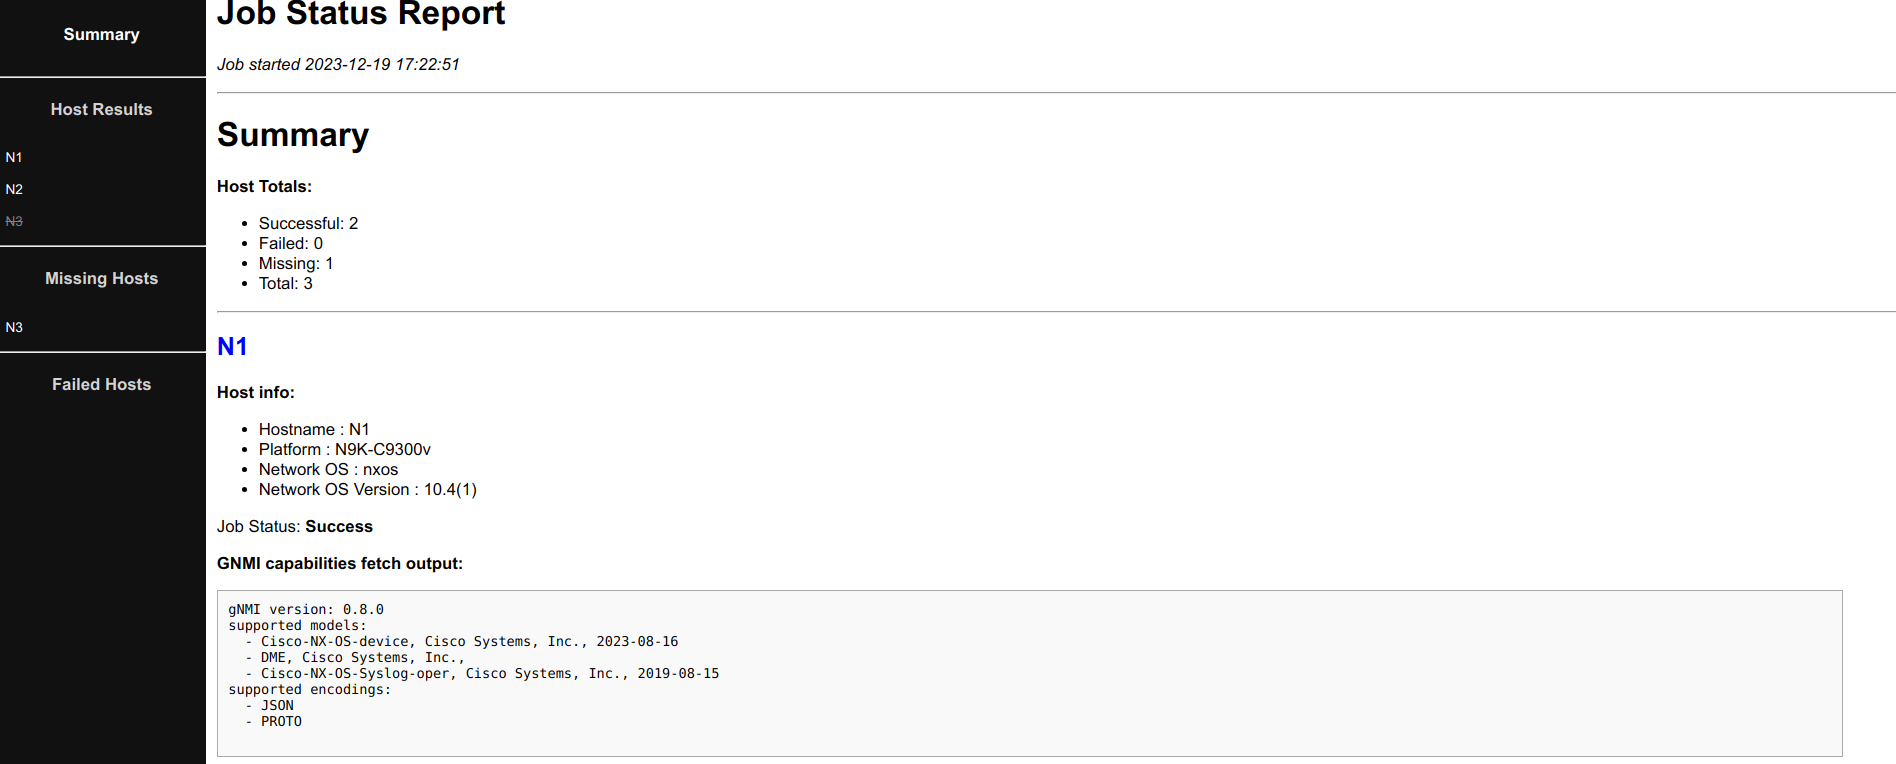 Summary
Host Results
N1
N2
N3
Missing Hosts
N3
Failed Hosts
Job Status Report
Job started 2023-12-19 17:22:51
Summary
Host Totals:
• Successful: 2
• Failed: 0
• Missing: 1
• Total: 3
N1
Host info:
• Hostname : N1
• Platform : N9K-C9300v
• Network OS : nxos
• Network OS Version : 10.4(1)
Job Status: Success
GNMI capabilities fetch output:
gNMI version: 0.8.0
supported models:
  - Cisco-NX-OS-device, Cisco Systems, Inc., 2023-08-16
  - DME, Cisco Systems, Inc.,
  - Cisco-NX-OS-Syslog-oper, Cisco Systems, Inc., 2019-08-15
supported encodings:
  - JSON
  - PROTO